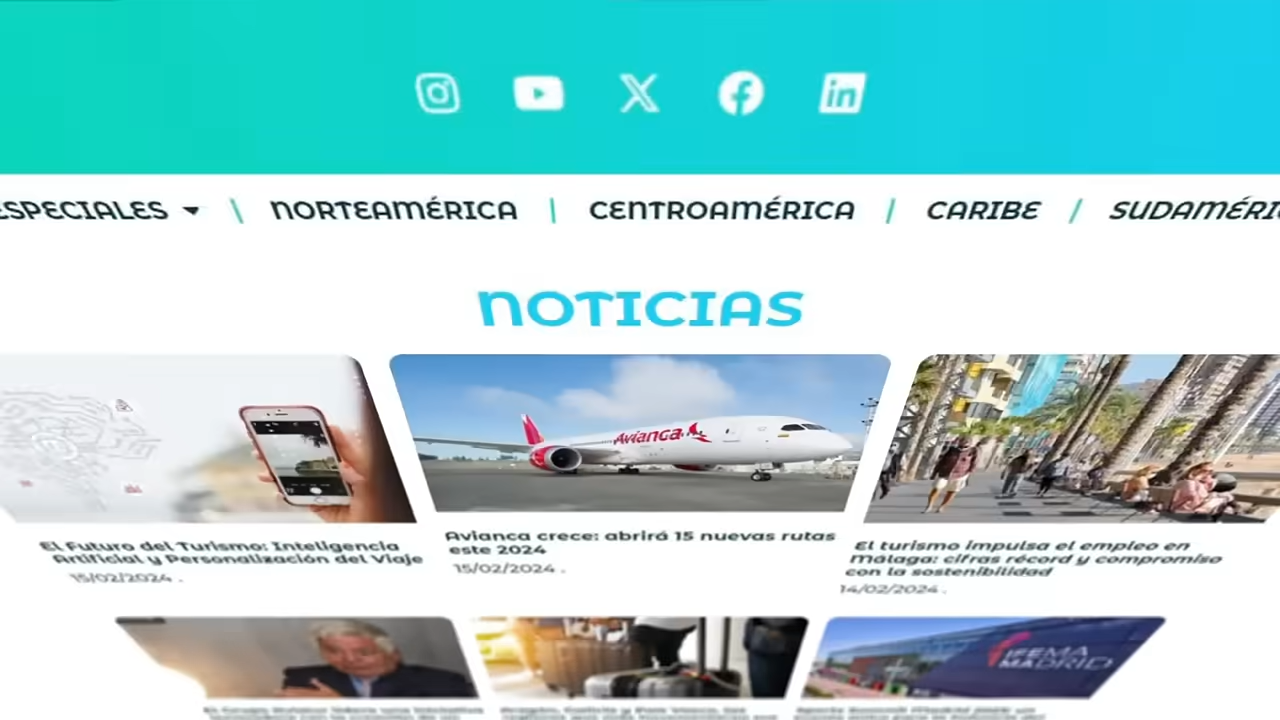 ESPECIALES | NORTEAMÉRICA | CENTROAMÉRICA | CARIBE | SUDAMÉRI
NOTICIAS
Avianca
El Futuro del Turismo: Inteligencia
Artificial y Personalización del Viaje
15/02/2024 .
Avianca crece: abrirá 15 nuevas rutas
este 2024
15/02/2024 .
El turismo impulsa el empleo en
Málaga: cifras récord y compromiso
con la sostenibilidad
14/02/2024 .
IFEMA
MADRID